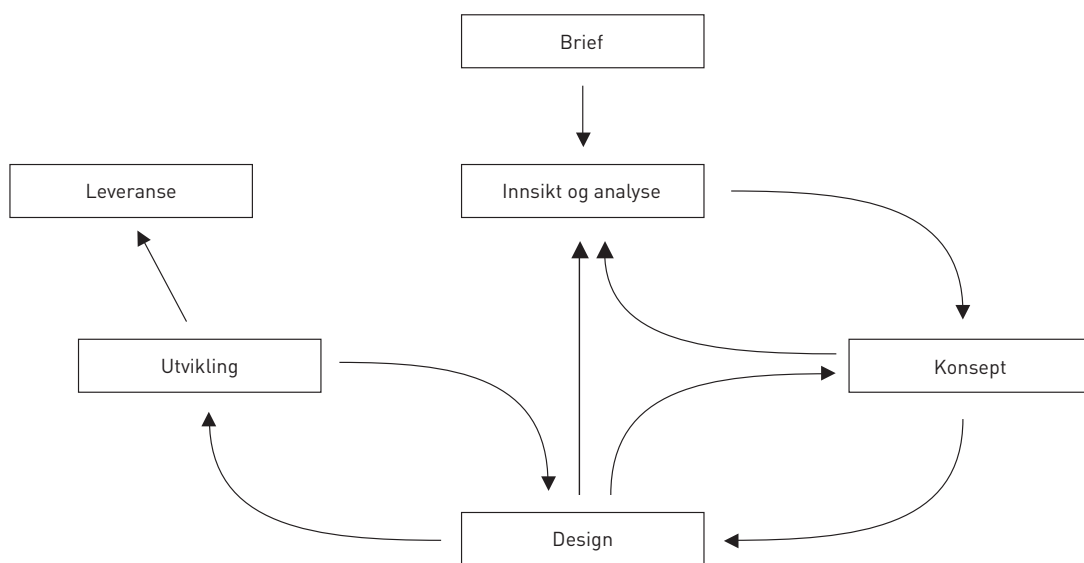 Brief
Leveranse
Innsikt og analyse
Utvikling
Konsept
Design